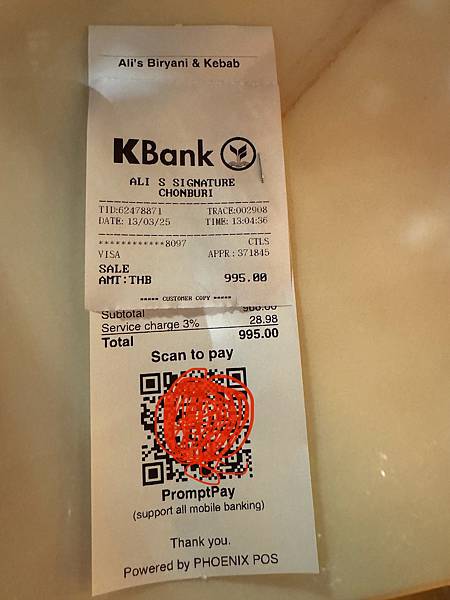 Ali's Biryani & Kebab
KBank
ALI S SIGNATURE
CHONBURI
TID:62478871 TRACE:002908
DATE: 13/03/25 TIME: 13:04:36
************8097 CTLS
VISA APPR.: 371845
SALE
AMT:THB 995.00
***** CUSTOMER COPY *****
Subtotal
Service charge 3% 28.98
Total 995.00
Scan to pay
PromptPay
(support all mobile banking)
Thank you.
Powered by PHOENIX POS